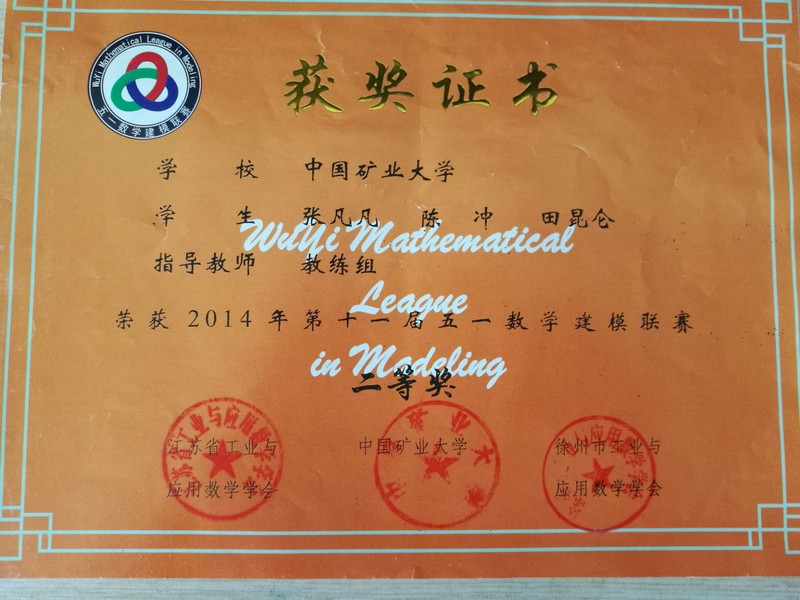 WuYi Mathematical League in Modeling
五一数学建模联赛
获奖证书
学 校 中国矿业大学
学 生 张凡凡 陈 冲 田昆仑
WuYi Mathematical
指导教师 教练组
League
荣获2014年第十一届五一数学建模联赛
in Modeling
二等奖
江苏省工业与 中国矿业大学 徐州市工业与
应用数学学会 应用数学学会